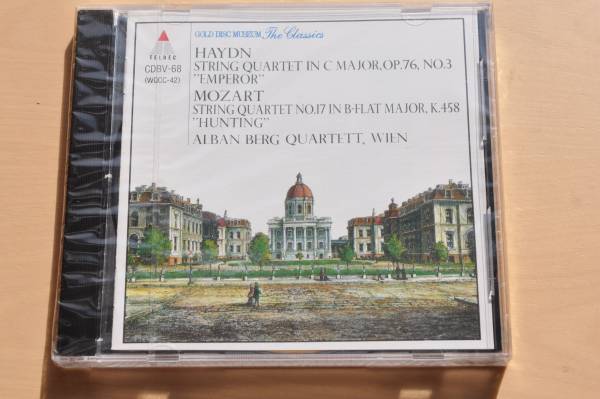 TELDEC
CDBV-68
(WQCC-42)
GOLD DISC MUSEUM The Classics
HAYDN
STRING QUARTET IN C MAJOR,OP.76, NO.3
"EMPEROR"
MOZART
STRING QUARTET NO.17 IN B-FLAT MAJOR, K.458
"HUNTING"
ALBAN BERG QUARTETT, WIEN